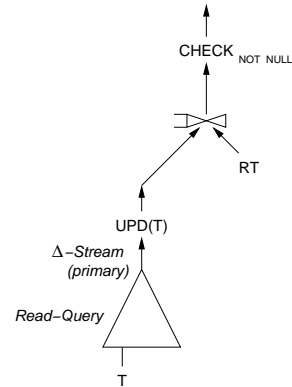 CHECK NOT NULL
RT
UPD(T)
Δ−Stream
(primary)
Read−Query
T